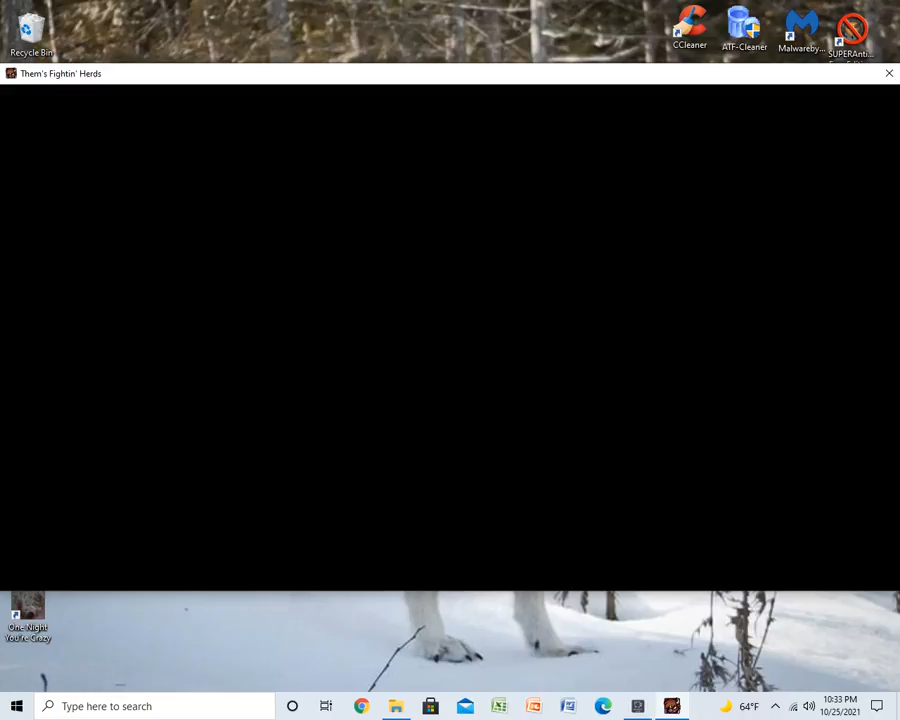 Recycle Bin
CCleaner
ATF-Cleaner
Malwareby...
SUPERAnti...
Them's Fightin' Herds
One Night
You're Crazy
Type here to search
64°F
10:33 PM
10/25/2021